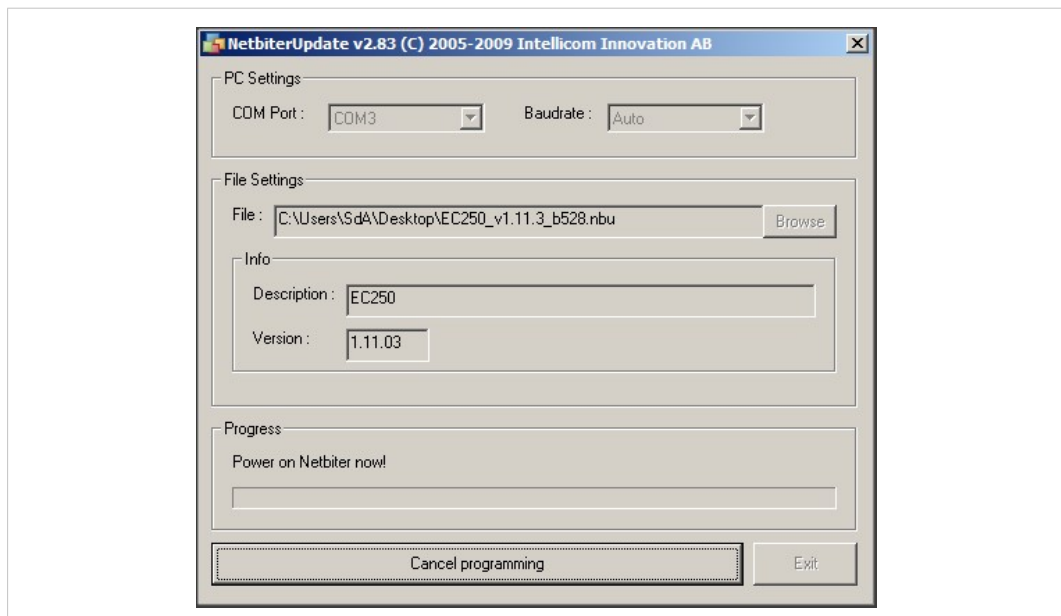 NetbiterUpdate v2.83 (C) 2005-2009 Intellicom Innovation AB
PC Settings
COM Port : COM3 Baudrate : Auto
File Settings
File : C:\Users\SdA\Desktop\EC250_v1.11.3_b528.nbu Browse
Info
Description : EC250
Version : 1.11.03
Progress
Power on Netbiter now!
Cancel programming Exit